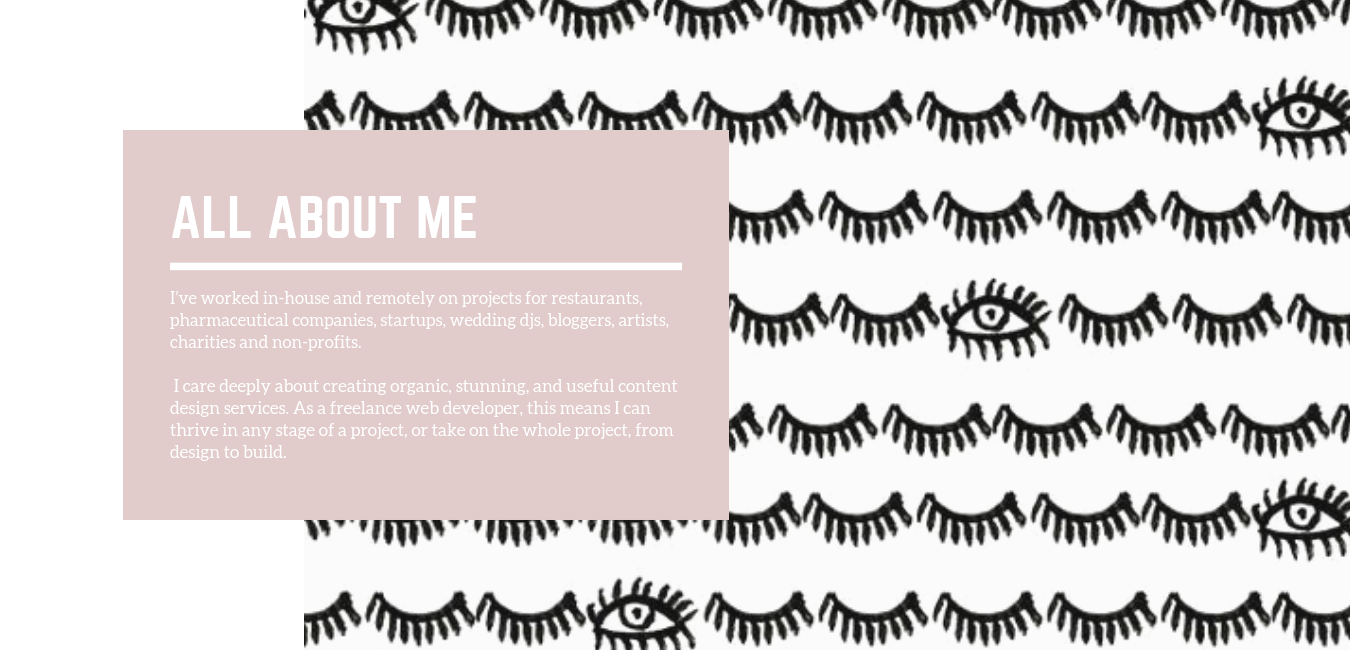 ALL ABOUT ME
I've worked in-house and remotely on projects for restaurants,
pharmaceutical companies, startups, wedding djs, bloggers, artists,
charities and non-profits.
I care deeply about creating organic, stunning, and useful content
design services. As a freelance web developer, this means I can
thrive in any stage of a project, or take on the whole project, from
design to build.